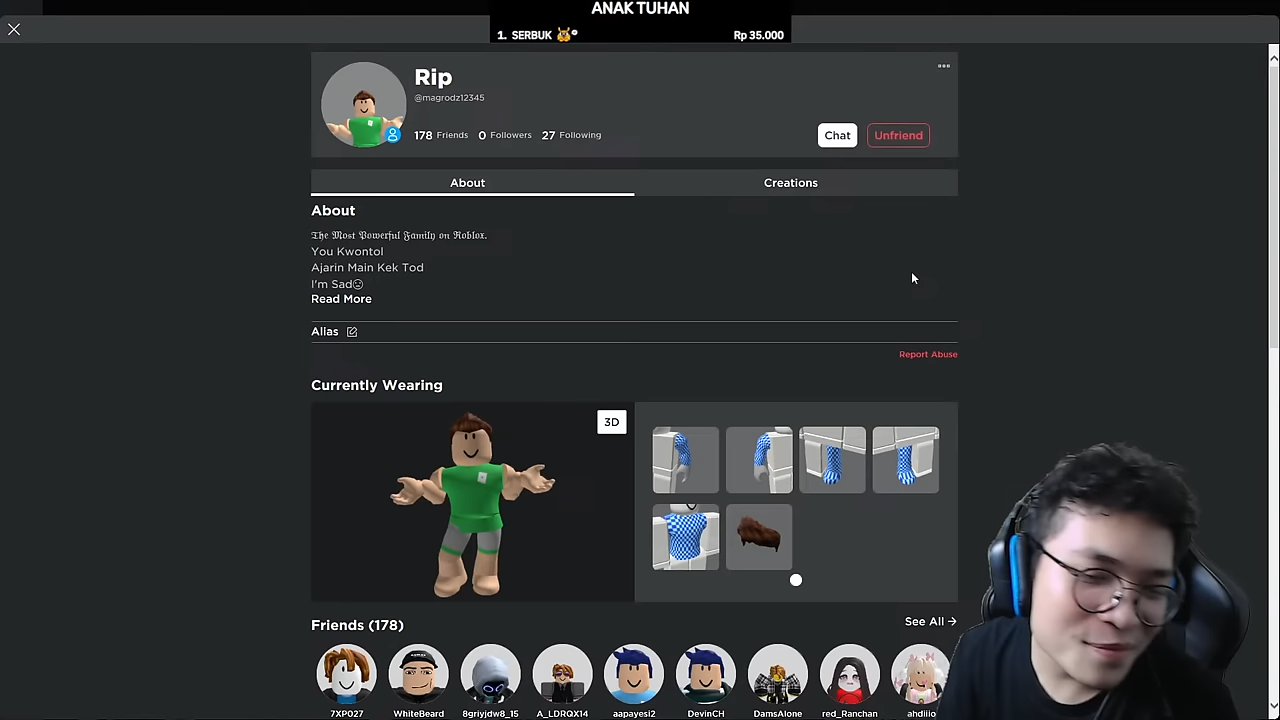 ANAK TUHAN
1. SERBUK Rp 35.000
Rip
@magrodz12345
178 Friends 0 Followers 27 Following
Chat Unfriend
About Creations
About
The Most Powerful Family on Roblox.
You Kwontol
Ajarin Main Kek Tod
I'm Sad☹
Read More
Alias
Report Abuse
Currently Wearing
3D
Friends (178)
See All →
7XP027 WhiteBeard 8griyjdw8_15 A_LDRQX14 aapayesi2 DevinCH DamsAlone red_Ranchan ahdiiio